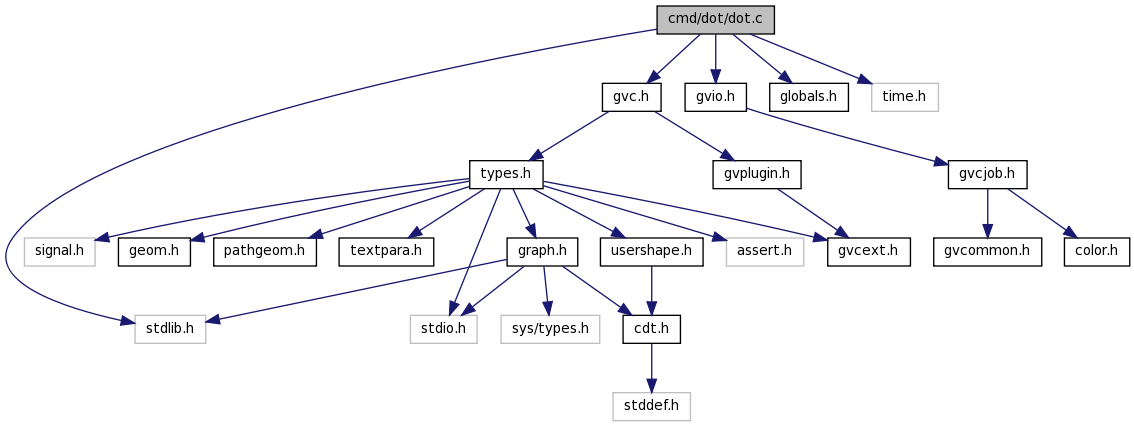 cmd/dot/dot.c
gvc.h
gvio.h
globals.h
time.h
types.h
gvplugin.h
gvcjob.h
signal.h
geom.h
pathgeom.h
textpara.h
graph.h
usershape.h
assert.h
gvcext.h
gvcommon.h
color.h
stdlib.h
stdio.h
sys/types.h
cdt.h
stddef.h